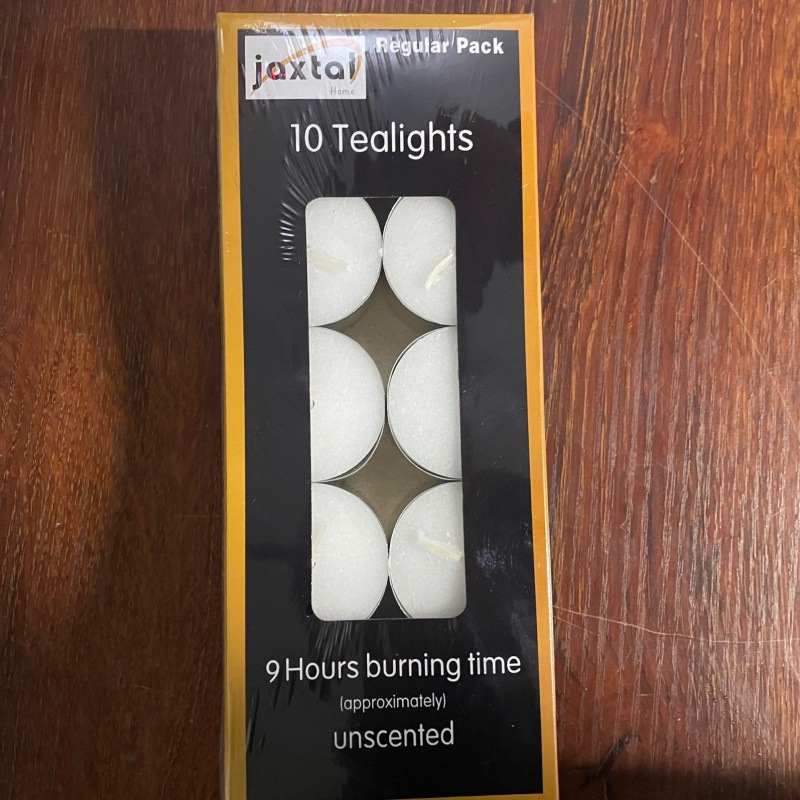 jaxtal
Home
Regular Pack
10 Tealights
9 Hours burning time
(approximately)
unscented